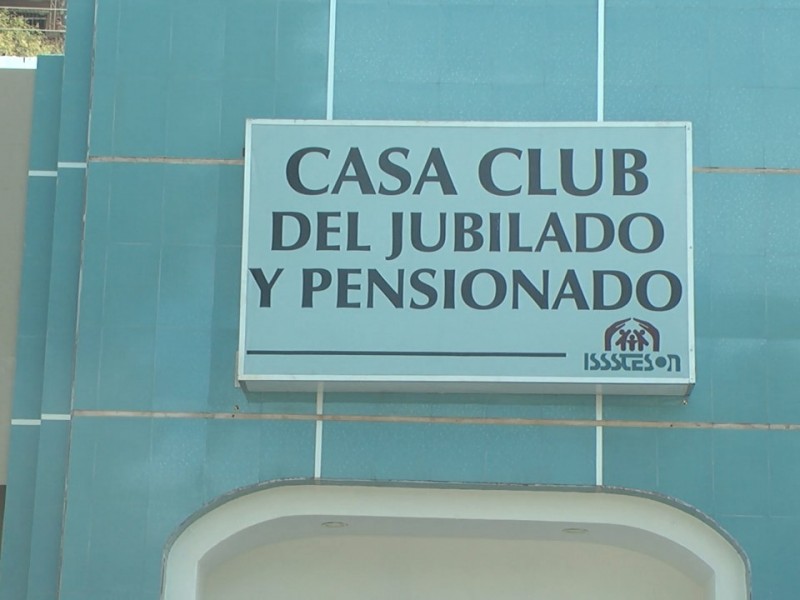 CASA CLUB
DEL JUBILADO
Y PENSIONADO
ISSSTESON